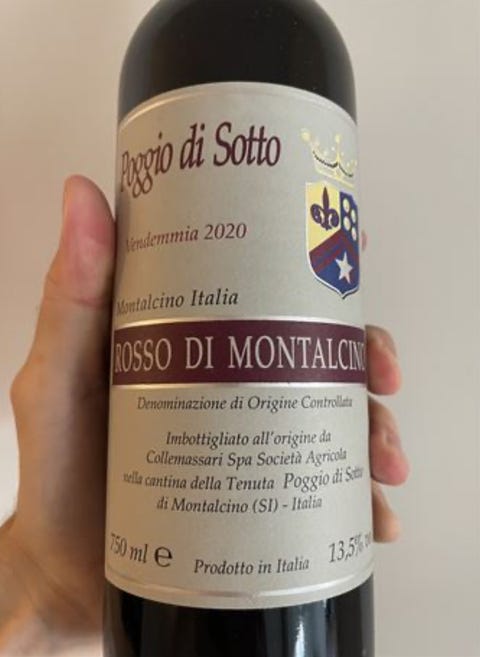 Poggio di Sotto
Vendemmia 2020
Montalcino Italia
ROSSO DI MONTALCINO
Denominazione di Origine Controllata
Imbottigliato all'origine da
Collemassari Spa Società Agricola
nella cantina della Tenuta Poggio di Sotto
di Montalcino (SI) - Italia
750 ml e
Prodotto in Italia
13,5%